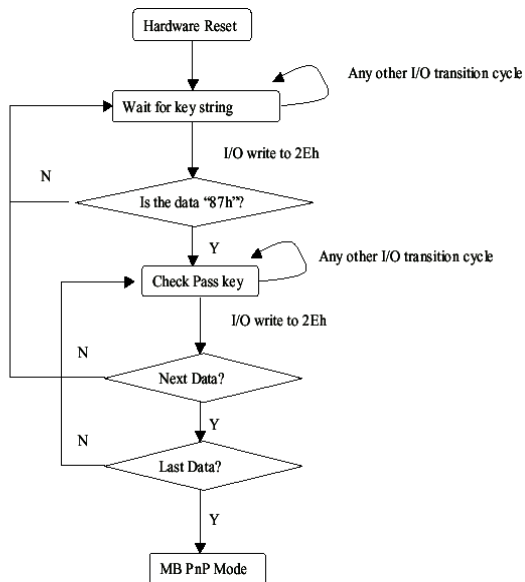 Hardware Reset
Any other I/O transition cycle
Wait for key string
I/O write to 2Eh
N
Is the data “87h”?
Y
Any other I/O transition cycle
Check Pass key
I/O write to 2Eh
N
Next Data?
Y
N
Last Data?
Y
MB PnP Mode